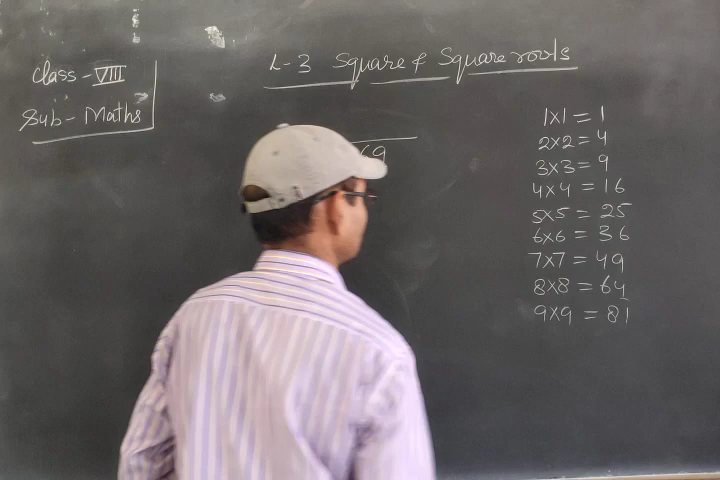 Class - VIII
Sub - Maths
L-3 Square & Square roots
69
1x1 = 1
2x2 = 4
3x3 = 9
4x4 = 16
5x5 = 25
6x6 = 36
7x7 = 49
8x8 = 64
9x9 = 81